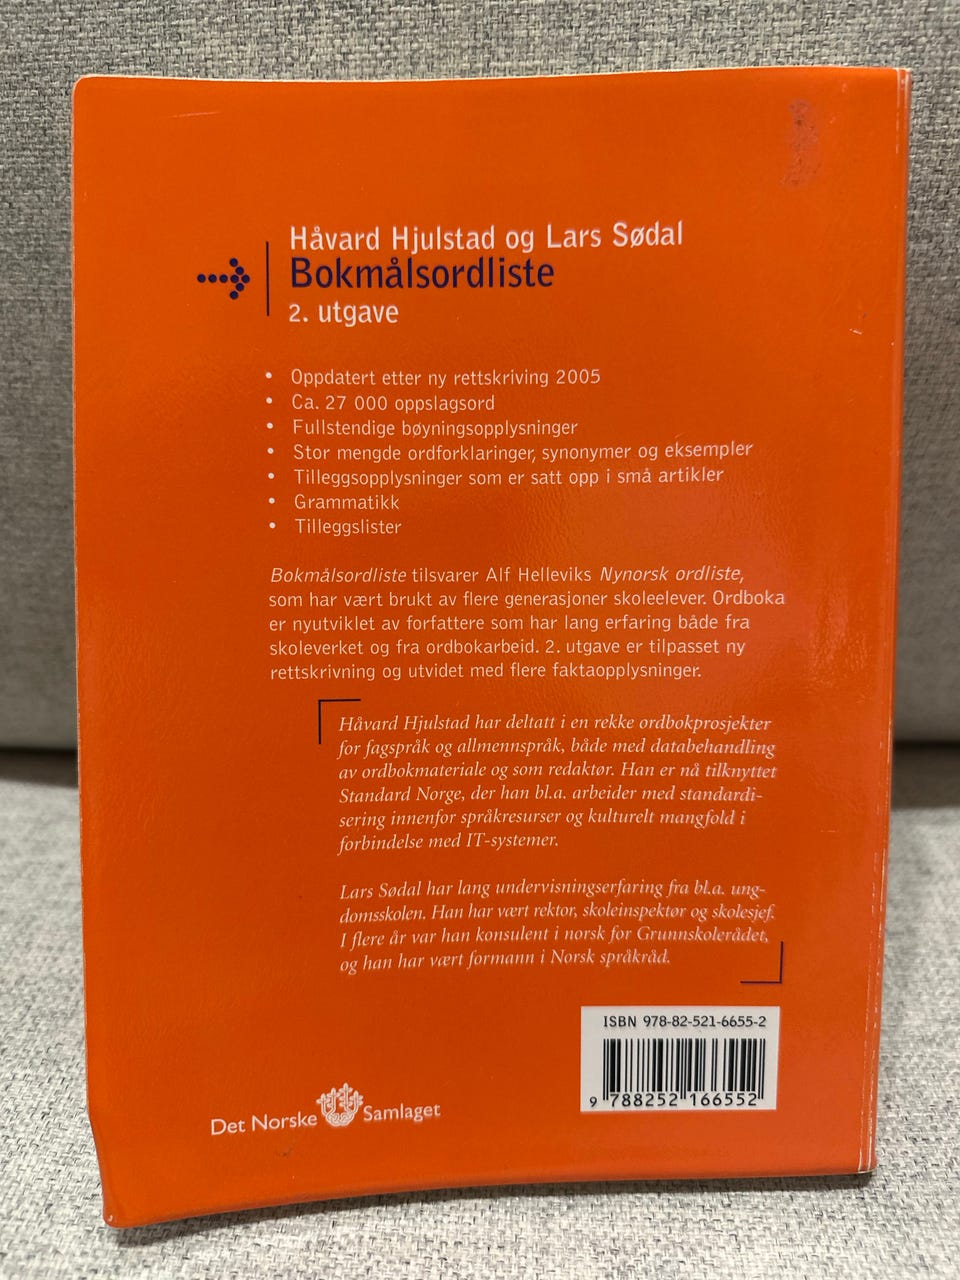 Håvard Hjulstad og Lars Sødal
Bokmålsordliste
2. utgave
• Oppdatert etter ny rettskriving 2005
• Ca. 27 000 oppslagsord
• Fullstendige bøyningsopplysninger
• Stor mengde ordforklaringer, synonymer og eksempler
• Tilleggsopplysninger som er satt opp i små artikler
• Grammatikk
• Tilleggslister
Bokmålsordliste tilsvarer Alf Helleviks Nynorsk ordliste,
som har vært brukt av flere generasjoner skoleelever. Ordboka
er nyutviklet av forfattere som har lang erfaring både fra
skoleverket og fra ordbokarbeid. 2. utgave er tilpasset ny
rettskrivning og utvidet med flere faktaopplysninger.
Håvard Hjulstad har deltatt i en rekke ordbokprosjekter
for fagspråk og allmennspråk, både med databehandling
av ordbokmateriale og som redaktør. Han er nå tilknyttet
Standard Norge, der han bl.a. arbeider med standardi-
sering innenfor språkresurser og kulturelt mangfold i
forbindelse med IT-systemer.
Lars Sødal har lang undervisningserfaring fra bl.a. ung-
domsskolen. Han har vært rektor, skoleinspektør og skolesjef.
I flere år var han konsulent i norsk for Grunnskolerådet,
og han har vært formann i Norsk språkråd.
ISBN 978-82-521-6655-2
9 788252 166552
Det Norske Samlaget